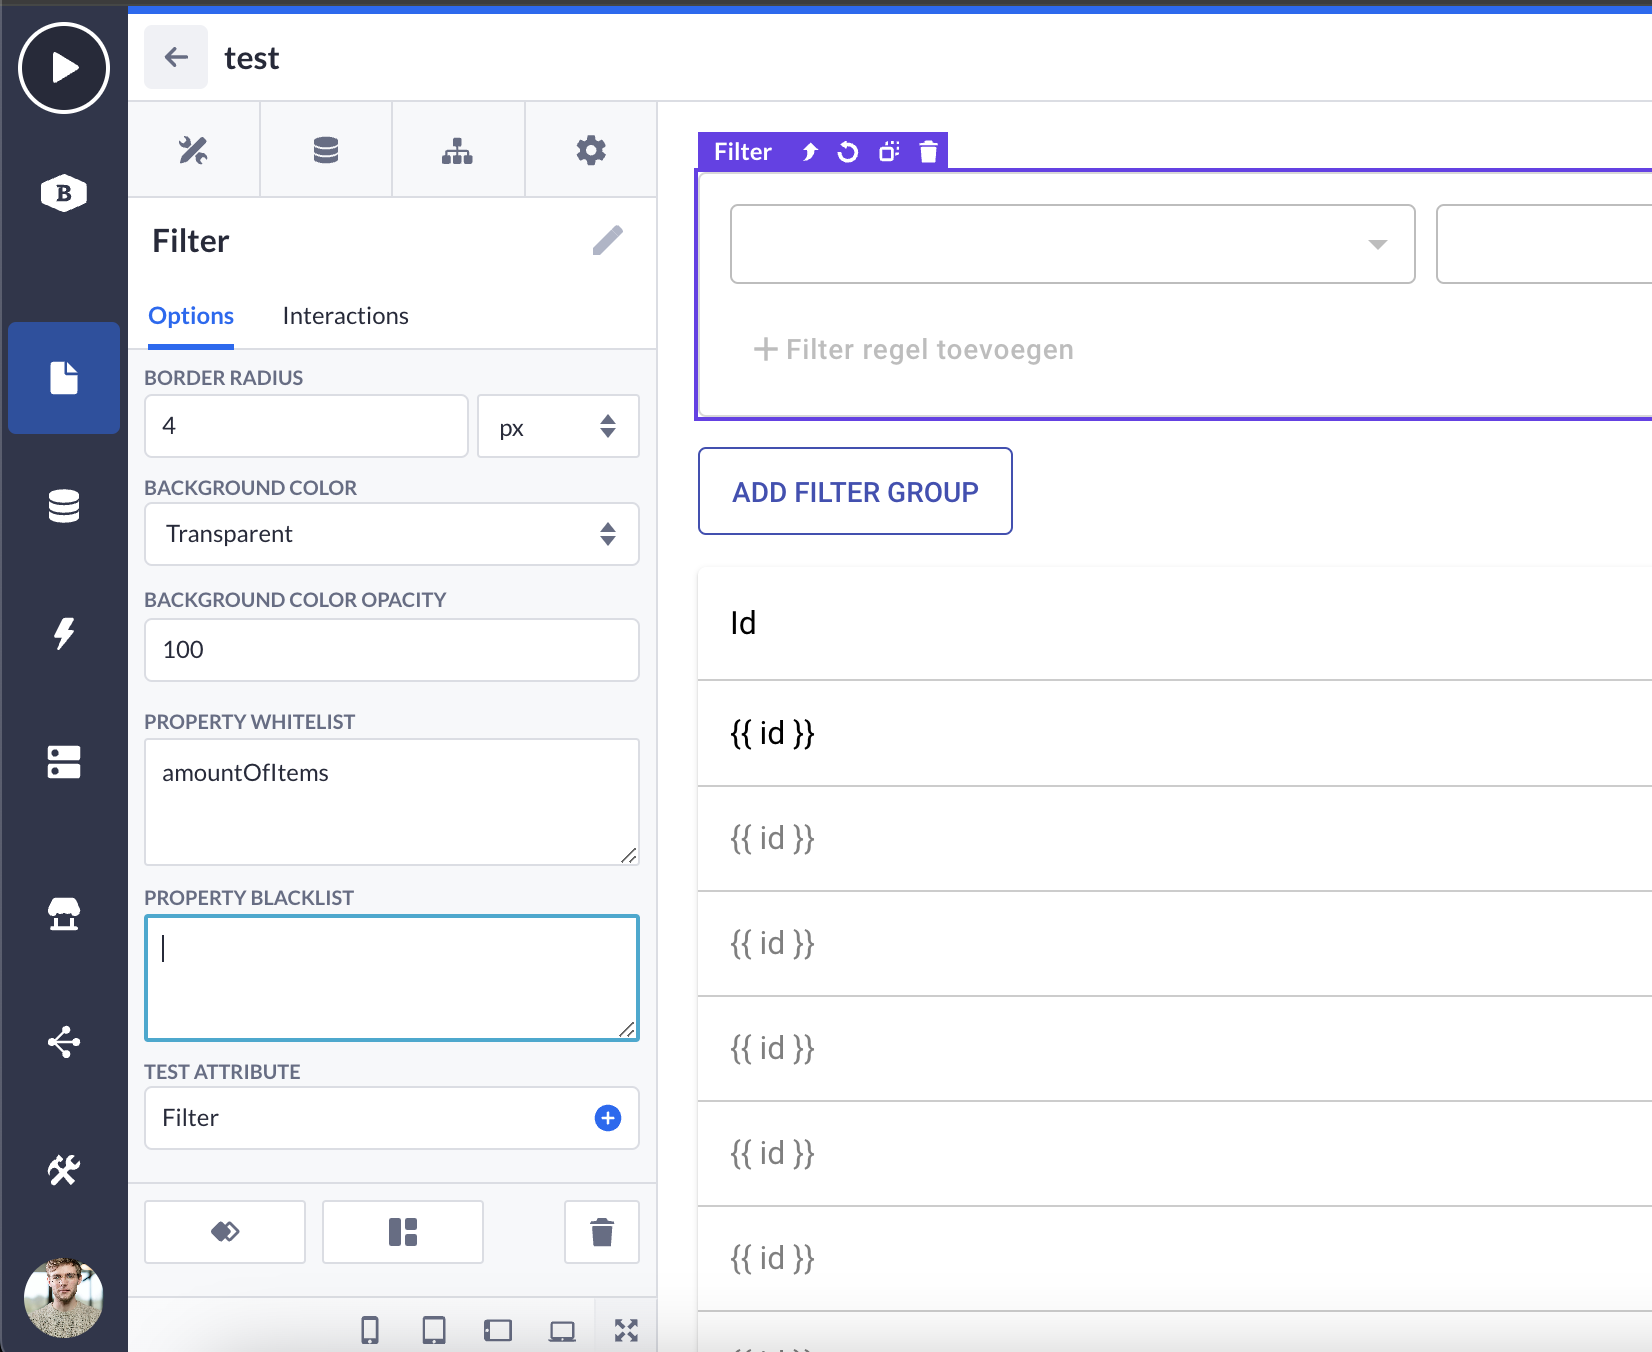 test
B
Filter
Options
Interactions
BORDER RADIUS
4
px
BACKGROUND COLOR
Transparent
BACKGROUND COLOR OPACITY
100
PROPERTY WHITELIST
amountOfItems
PROPERTY BLACKLIST
TEST ATTRIBUTE
Filter
Filter
Filter regel toevoegen
ADD FILTER GROUP
Id
{{ id }}
{{ id }}
{{ id }}
{{ id }}
{{ id }}
{{ id }}